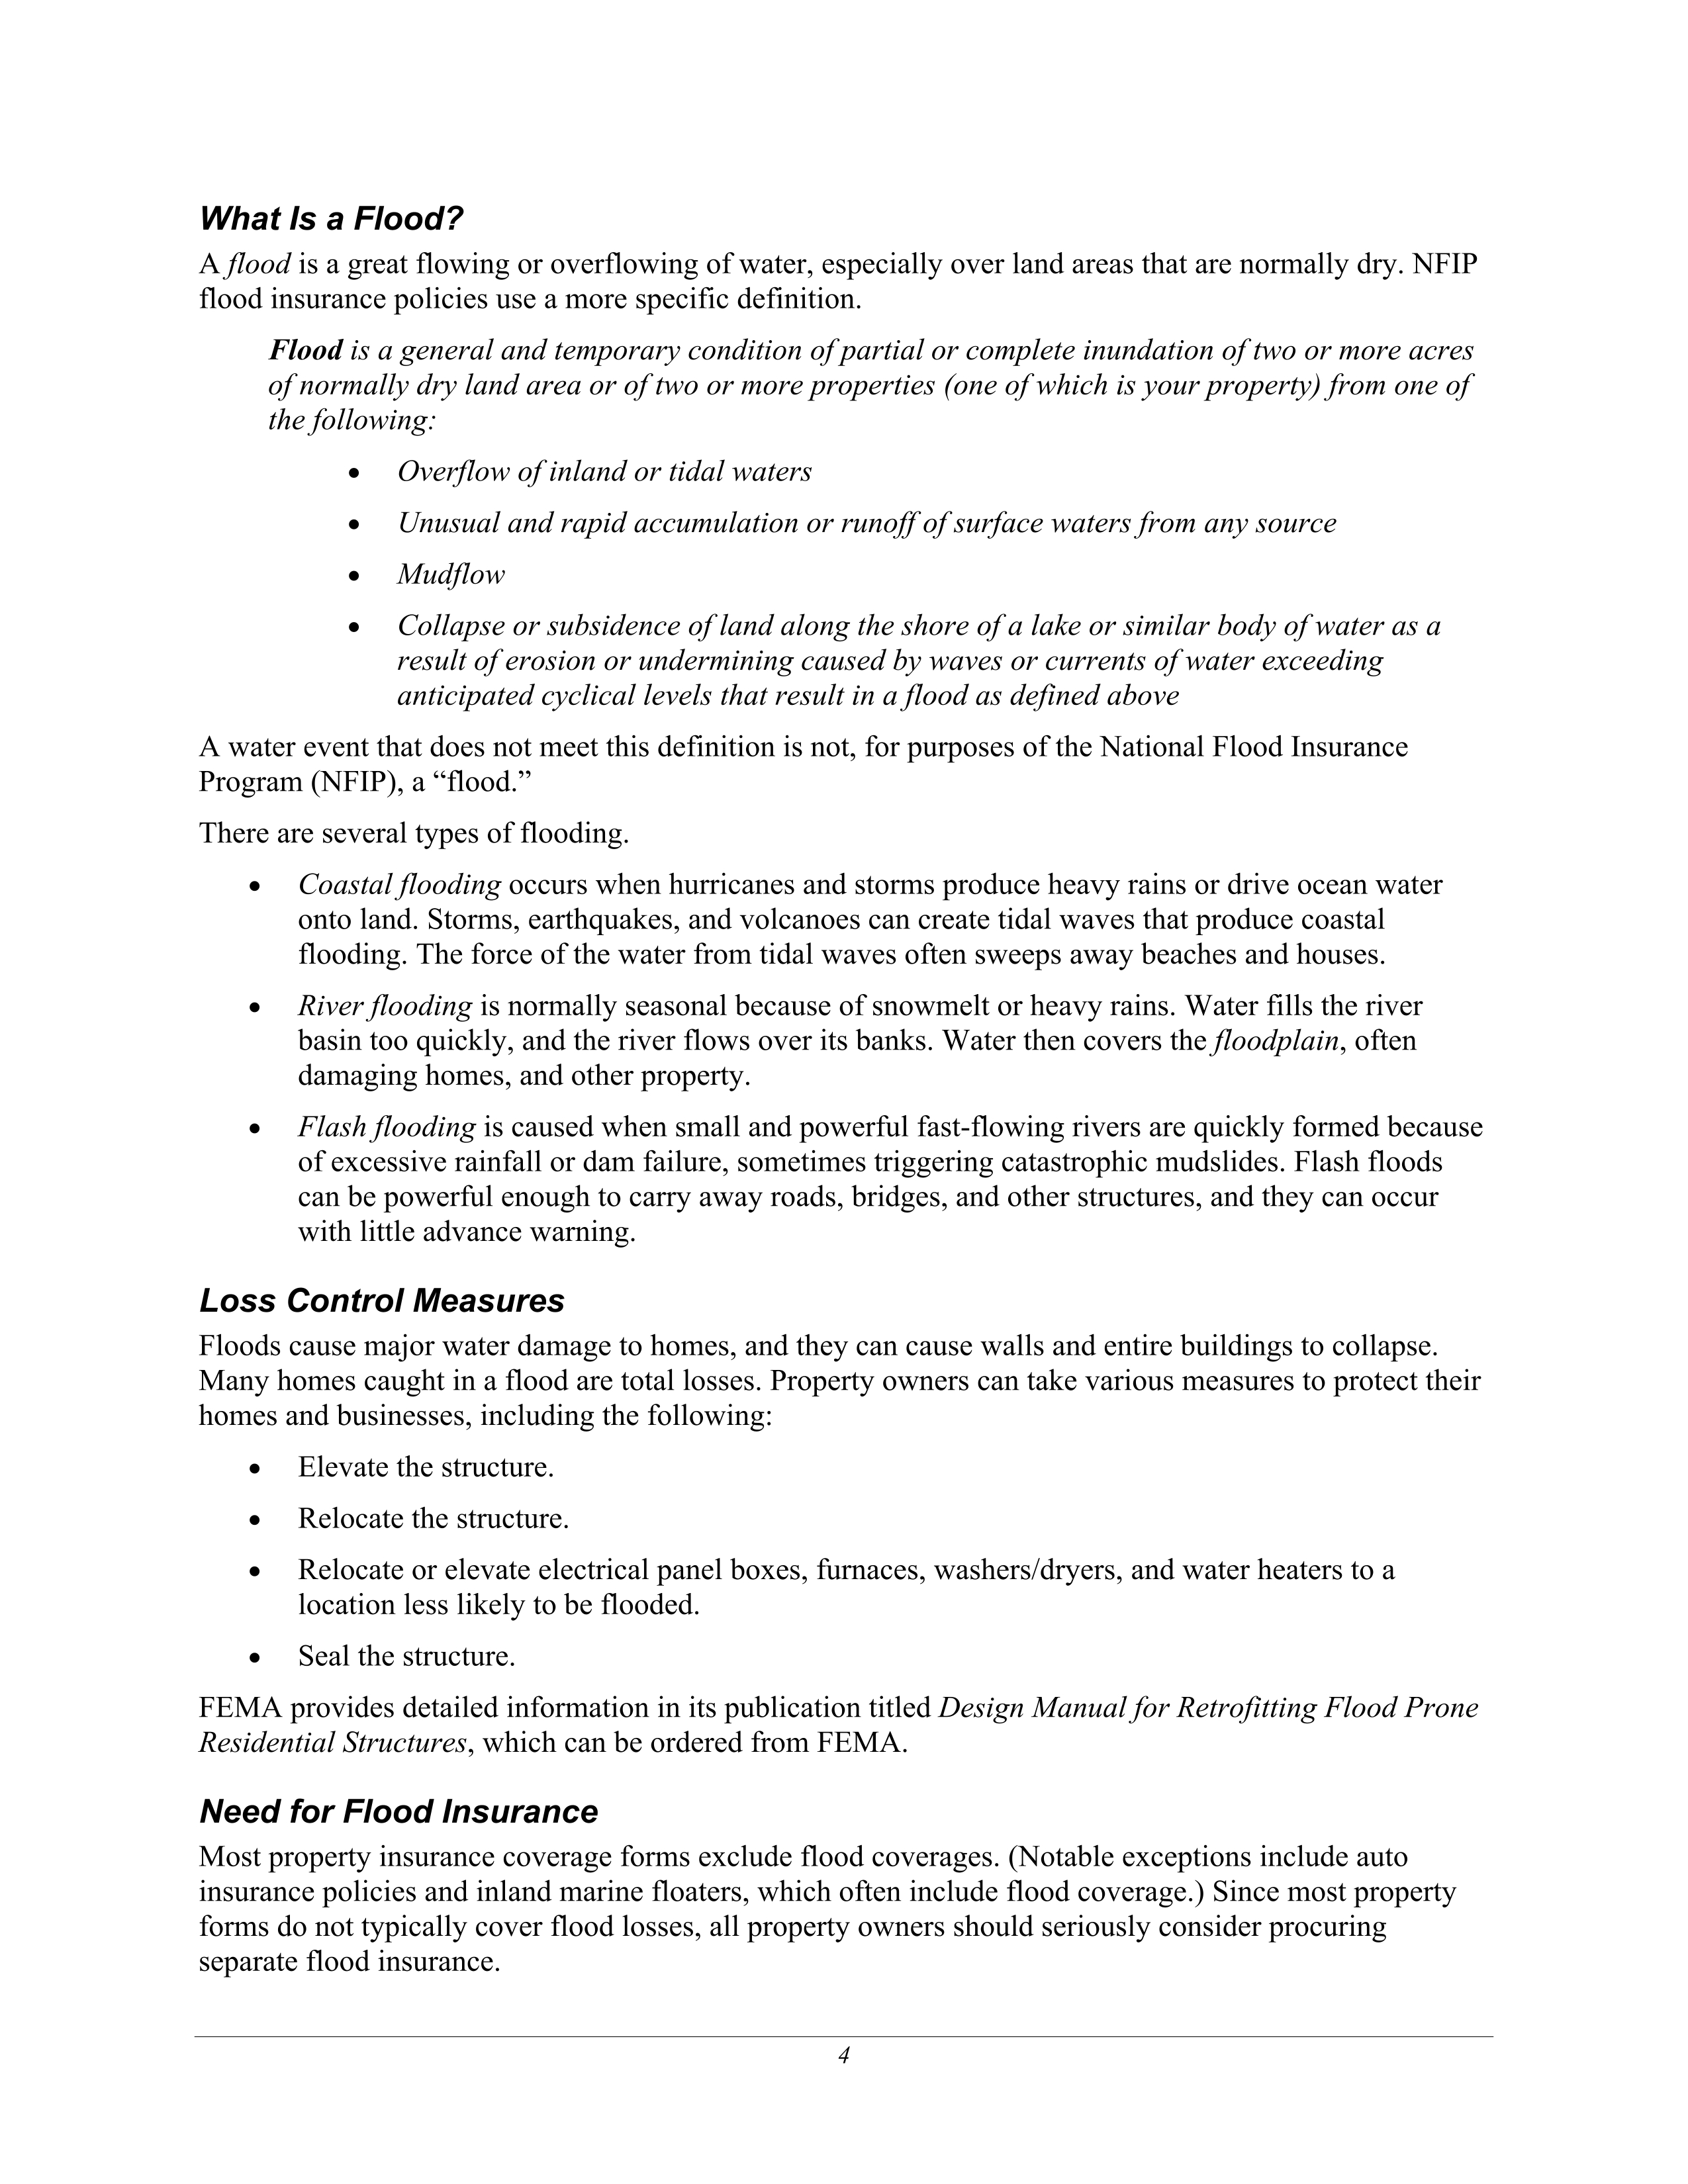 What Is a Flood?
A flood is a great flowing or overflowing of water, especially over land areas that are normally dry. NFIP
flood insurance policies use a more specific definition.
Flood is a general and temporary condition of partial or complete inundation of two or more acres
of normally dry land area or of two or more properties (one of which is your property) from one of
the following:
• Overflow of inland or tidal waters
• Unusual and rapid accumulation or runoff of surface waters from any source
• Mudflow
• Collapse or subsidence of land along the shore of a lake or similar body of water as a
result of erosion or undermining caused by waves or currents of water exceeding
anticipated cyclical levels that result in a flood as defined above
A water event that does not meet this definition is not, for purposes of the National Flood Insurance
Program (NFIP), a “flood.”
There are several types of flooding.
• Coastal flooding occurs when hurricanes and storms produce heavy rains or drive ocean water
onto land. Storms, earthquakes, and volcanoes can create tidal waves that produce coastal
flooding. The force of the water from tidal waves often sweeps away beaches and houses.
• River flooding is normally seasonal because of snowmelt or heavy rains. Water fills the river
basin too quickly, and the river flows over its banks. Water then covers the floodplain, often
damaging homes, and other property.
• Flash flooding is caused when small and powerful fast-flowing rivers are quickly formed because
of excessive rainfall or dam failure, sometimes triggering catastrophic mudslides. Flash floods
can be powerful enough to carry away roads, bridges, and other structures, and they can occur
with little advance warning.
Loss Control Measures
Floods cause major water damage to homes, and they can cause walls and entire buildings to collapse.
Many homes caught in a flood are total losses. Property owners can take various measures to protect their
homes and businesses, including the following:
• Elevate the structure.
• Relocate the structure.
• Relocate or elevate electrical panel boxes, furnaces, washers/dryers, and water heaters to a
location less likely to be flooded.
• Seal the structure.
FEMA provides detailed information in its publication titled Design Manual for Retrofitting Flood Prone
Residential Structures, which can be ordered from FEMA.
Need for Flood Insurance
Most property insurance coverage forms exclude flood coverages. (Notable exceptions include auto
insurance policies and inland marine floaters, which often include flood coverage.) Since most property
forms do not typically cover flood losses, all property owners should seriously consider procuring
separate flood insurance.
4